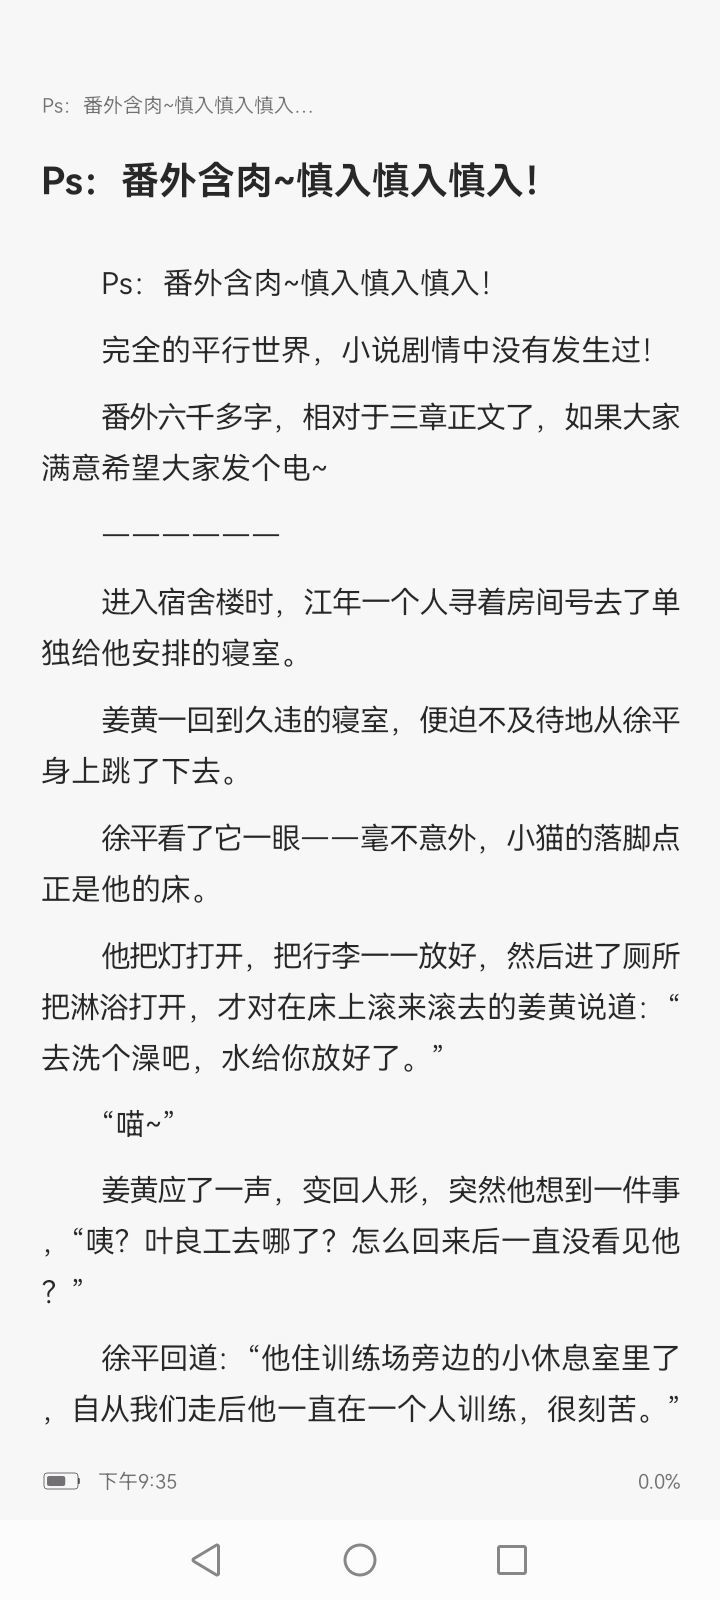 Ps：番外含肉~慎入慎入慎入...
Ps：番外含肉~慎入慎入慎入！
Ps：番外含肉~慎入慎入慎入！
完全的平行世界，小说剧情中没有发生过！
番外六千多字，相对于三章正文了，如果大家
满意希望大家发个电~
——————
进入宿舍楼时，江年一个人寻着房间号去了单
独给他安排的寝室。
姜黄一回到久违的寝室，便迫不及待地从徐平
身上跳了下去。
徐平看了它一眼——毫不意外，小猫的落脚点
正是他的床。
他把灯打开，把行李一一放好，然后进了厕所
把淋浴打开，才对在床上滚来滚去的姜黄说道：“
去洗个澡吧，水给你放好了。”
“喵~”
姜黄应了一声，变回人形，突然他想到一件事
，“咦？叶良工去哪了？怎么回来后一直没看见他
？”
徐平回道：“他住训练场旁边的小休息室里了
，自从我们走后他一直在一个人训练，很刻苦。”
下午9:35
0.0%